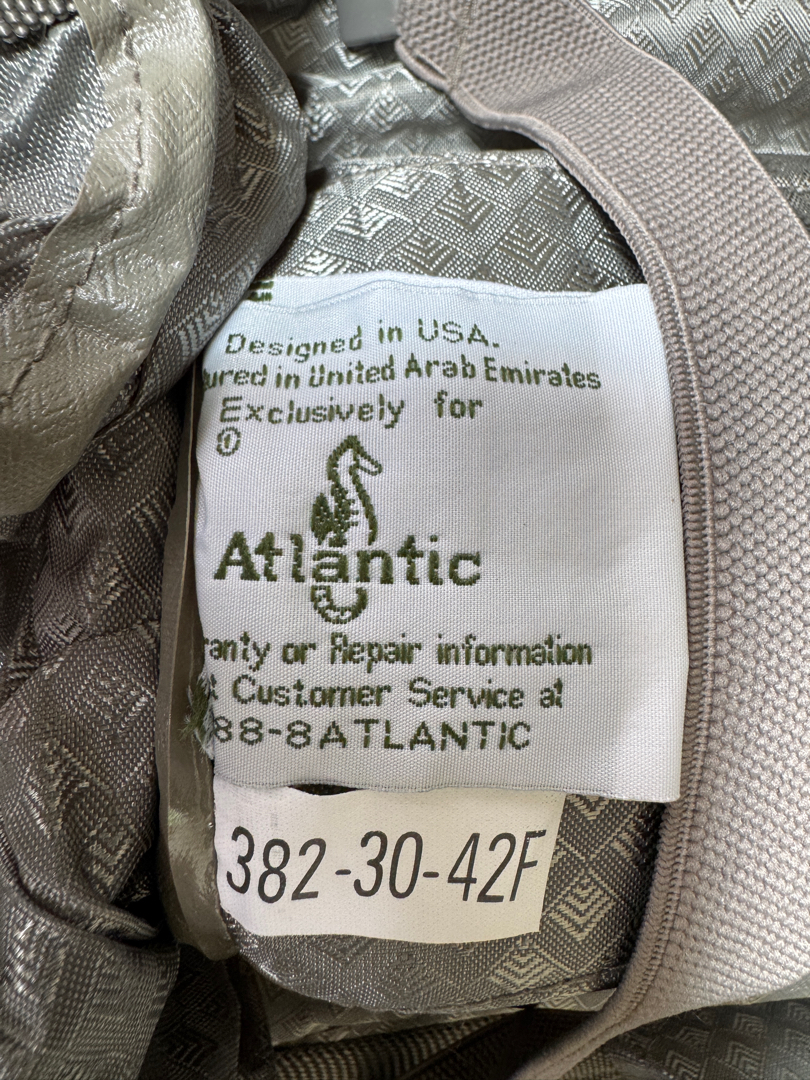 Designed in USA.
ured in United Arab Emirates
Exclusively for
①
Atlantic
ranty or Repair information
t Customer Service at
88-8ATLANTIC
382-30-42F